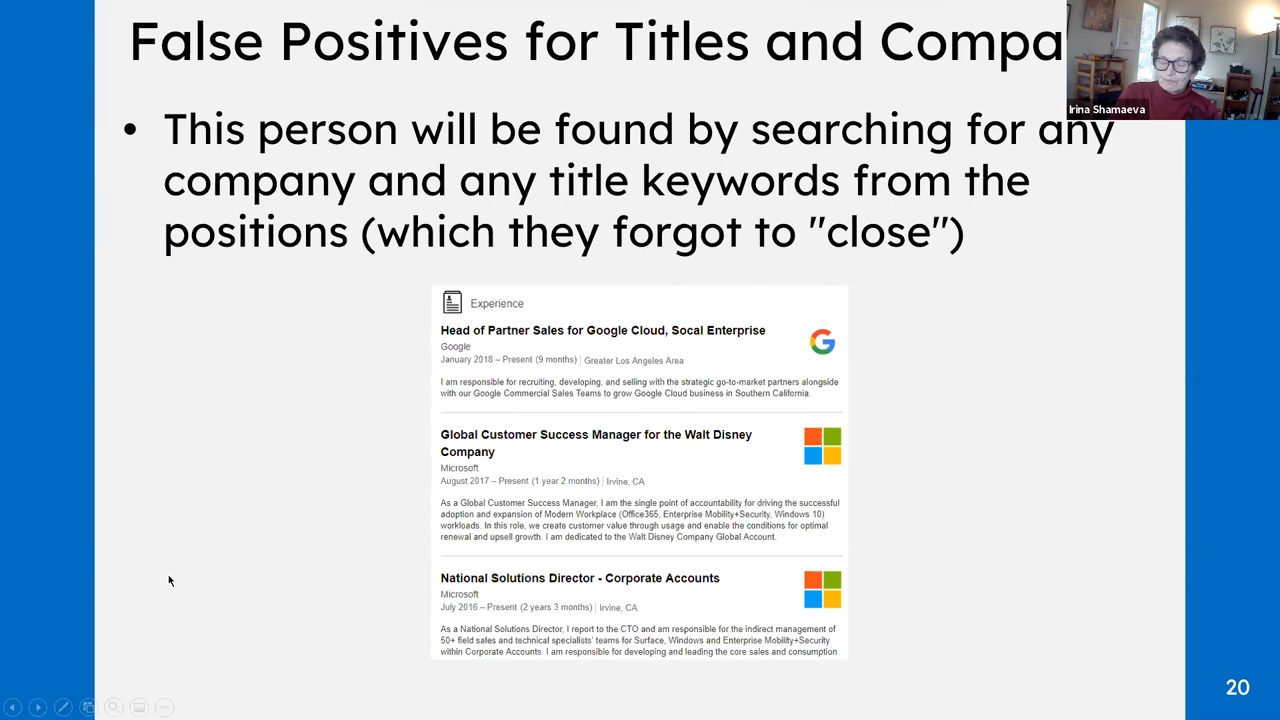 False Positives for Titles and Compa
Irina Shamaeva
• This person will be found by searching for any
company and any title keywords from the
positions (which they forgot to "close")
Experience
Head of Partner Sales for Google Cloud, Socal Enterprise
Google
January 2018 – Present (9 months) | Greater Los Angeles Area
I am responsible for recruiting, developing, and selling with the strategic go-to-market partners alongside
with our Google Commercial Sales Teams to grow Google Cloud business in Southern California.
Global Customer Success Manager for the Walt Disney
Company
Microsoft
August 2017 – Present (1 year 2 months) | Irvine, CA
As a Global Customer Success Manager, I am the single point of accountability for driving the successful
adoption and expansion of Modern Workplace (Office365, Enterprise Mobility+Security, Windows 10)
workloads. In this role, we create customer value through usage and enable the conditions for optimal
renewal and upsell growth. I am dedicated to the Walt Disney Company Global Account.
National Solutions Director - Corporate Accounts
Microsoft
July 2016 – Present (2 years 3 months) | Irvine, CA
As a National Solutions Director, I report to the CTO and am responsible for the indirect management of
50+ field sales and technical specialists' teams for Surface, Windows and Enterprise Mobility+Security
within Corporate Accounts. I am responsible for developing and leading the core sales and consumption
20